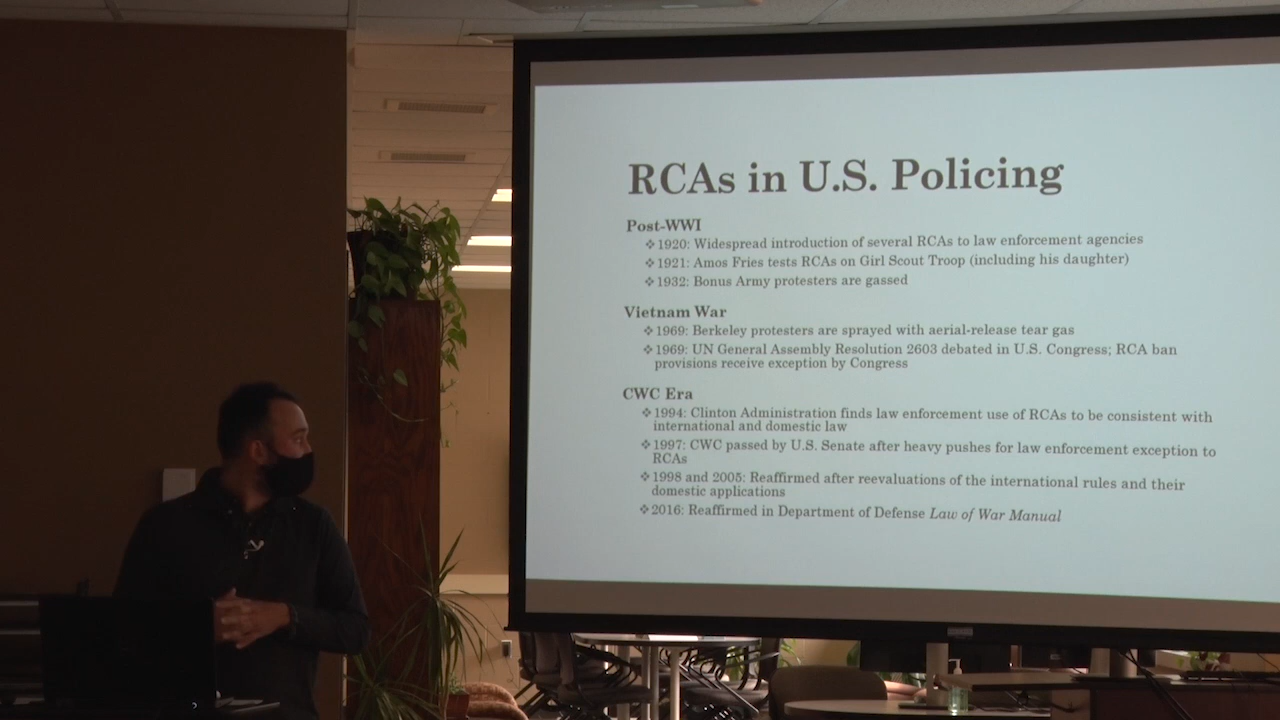 RCAs in U.S. Policing
Post-WWI
❖1920: Widespread introduction of several RCAs to law enforcement agencies
❖1921: Amos Fries tests RCAs on Girl Scout Troop (including his daughter)
❖1932: Bonus Army protesters are gassed
Vietnam War
❖1969: Berkeley protesters are sprayed with aerial-release tear gas
❖1969: UN General Assembly Resolution 2603 debated in U.S. Congress; RCA ban
provisions receive exception by Congress
CWC Era
❖1994: Clinton Administration finds law enforcement use of RCAs to be consistent with
international and domestic law
❖1997: CWC passed by U.S. Senate after heavy pushes for law enforcement exception to
RCAs
❖1998 and 2005: Reaffirmed after reevaluations of the international rules and their
domestic applications
❖2016: Reaffirmed in Department of Defense Law of War Manual